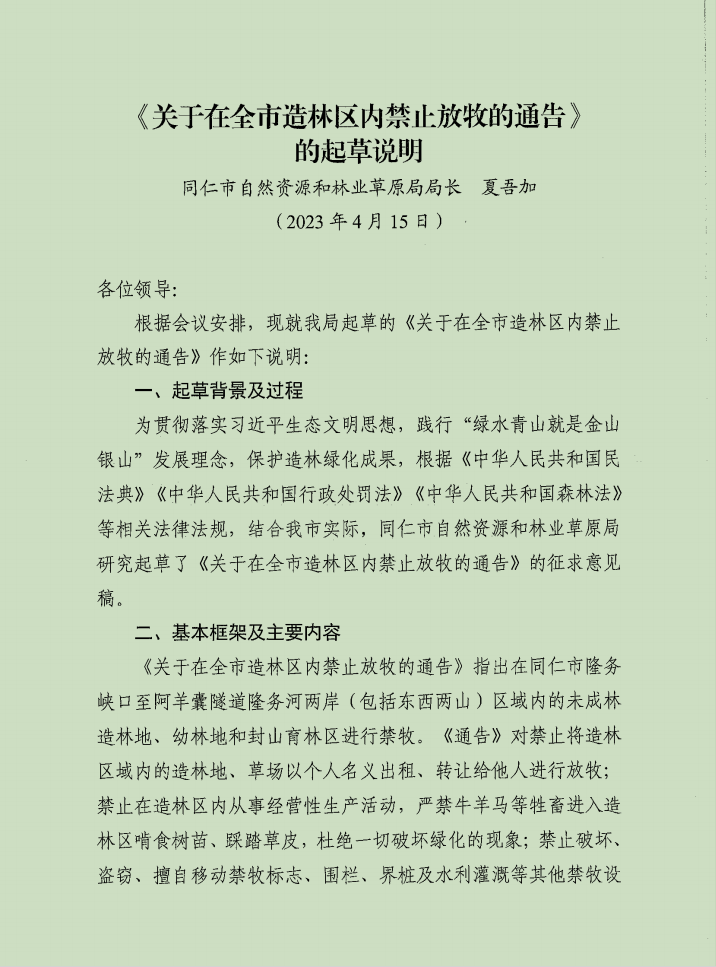 《关于在全市造林区内禁止放牧的通告》
的起草说明
同仁市自然资源和林业草原局局长 夏吾加
（2023 年 4 月 15 日）
各位领导：
根据会议安排，现就我局起草的《关于在全市造林区内禁止
放牧的通告》作如下说明：
一、起草背景及过程
为贯彻落实习近平生态文明思想，践行“绿水青山就是金山
银山”发展理念，保护造林绿化成果，根据《中华人民共和国民
法典》《中华人民共和国行政处罚法》《中华人民共和国森林法》
等相关法律法规，结合我市实际，同仁市自然资源和林业草原局
研究起草了《关于在全市造林区内禁止放牧的通告》的征求意见
稿。
二、基本框架及主要内容
《关于在全市造林区内禁止放牧的通告》指出在同仁市隆务
峡口至阿羊囊隧道隆务河两岸（包括东西两山）区域内的未成林
造林地、幼林地和封山育林区进行禁牧。《通告》对禁止将造林
区域内的造林地、草场以个人名义出租、转让给他人进行放牧；
禁止在造林区内从事经营性生产活动，严禁牛羊马等牲畜进入造
林区啃食树苗、踩踏草皮，杜绝一切破坏绿化的现象；禁止破坏、
盗窃、擅自移动禁牧标志、围栏、界桩及水利灌溉等其他禁牧设